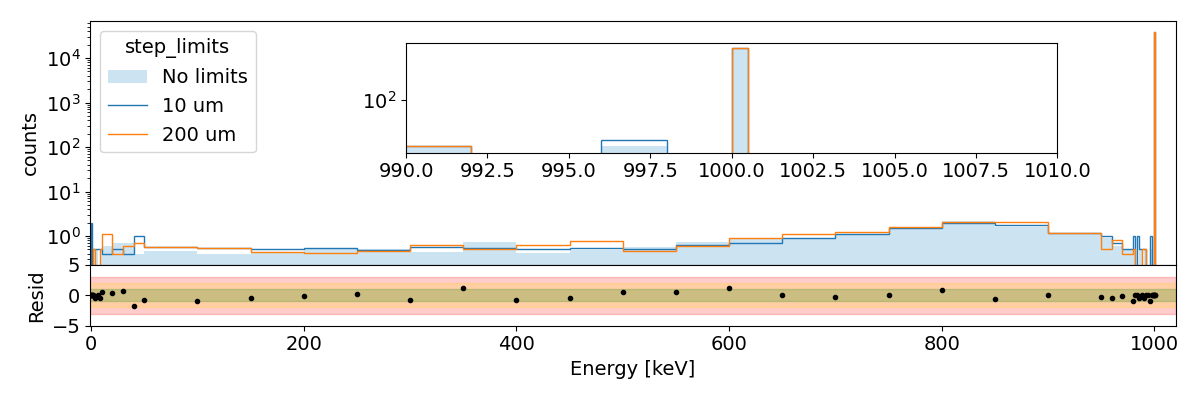 step_limits
No limits
10 um
200 um
counts
10^4
10^3
10^2
10^1
10^0
10^2
990.0 992.5 995.0 997.5 1000.0 1002.5 1005.0 1007.5 1010.0
Resid
5
0
−5
0 200 400 600 800 1000
Energy [keV]